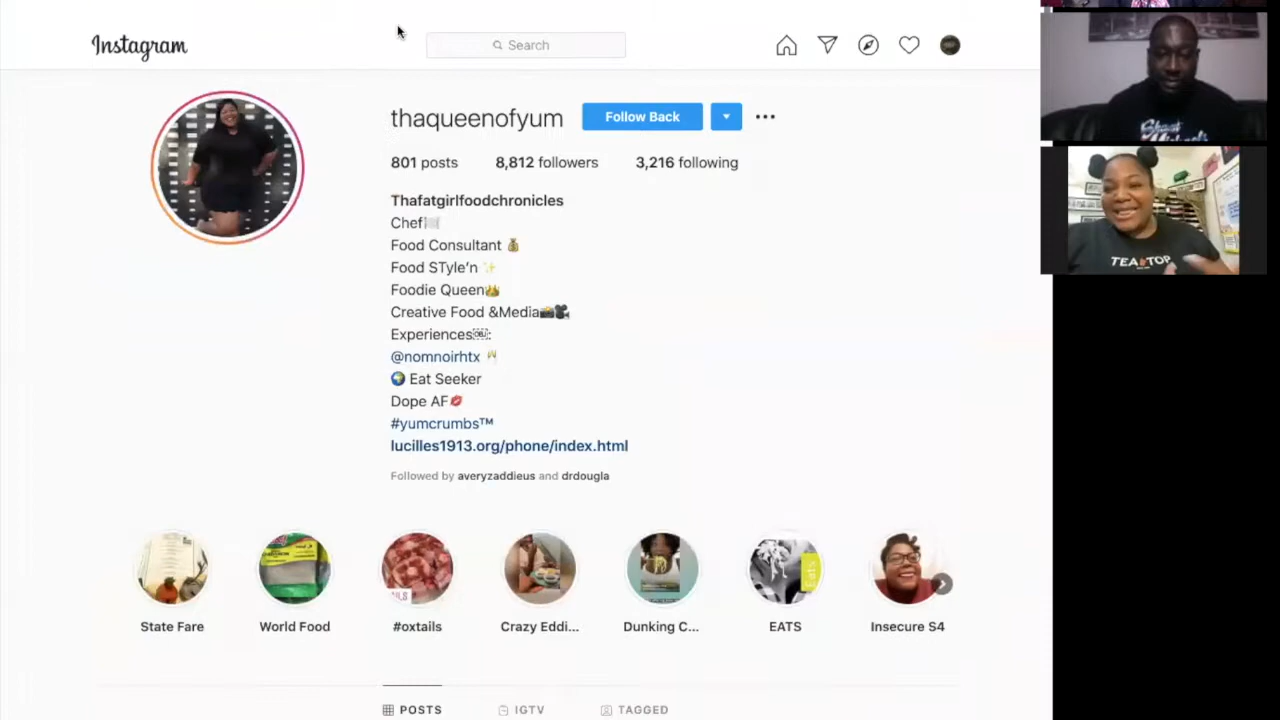 Instagram
Search
thaqueenofyum
Follow Back
801 posts 8,812 followers 3,216 following
Thafatgirlfoodchronicles
Chef
Food Consultant 💰
Food STyle'n ✨
Foodie Queen👑
Creative Food &Media📸🎥
Experiences:
@nomnoirhtx 🥂
🌍 Eat Seeker
Dope AF💋
#yumcrumbs™
lucilles1913.org/phone/index.html
Followed by averyzaddieus and drdougla
State Fare
World Food
#oxtails
Crazy Eddi...
Dunking C...
EATS
Insecure S4
POSTS
IGTV
TAGGED
TEA TOP